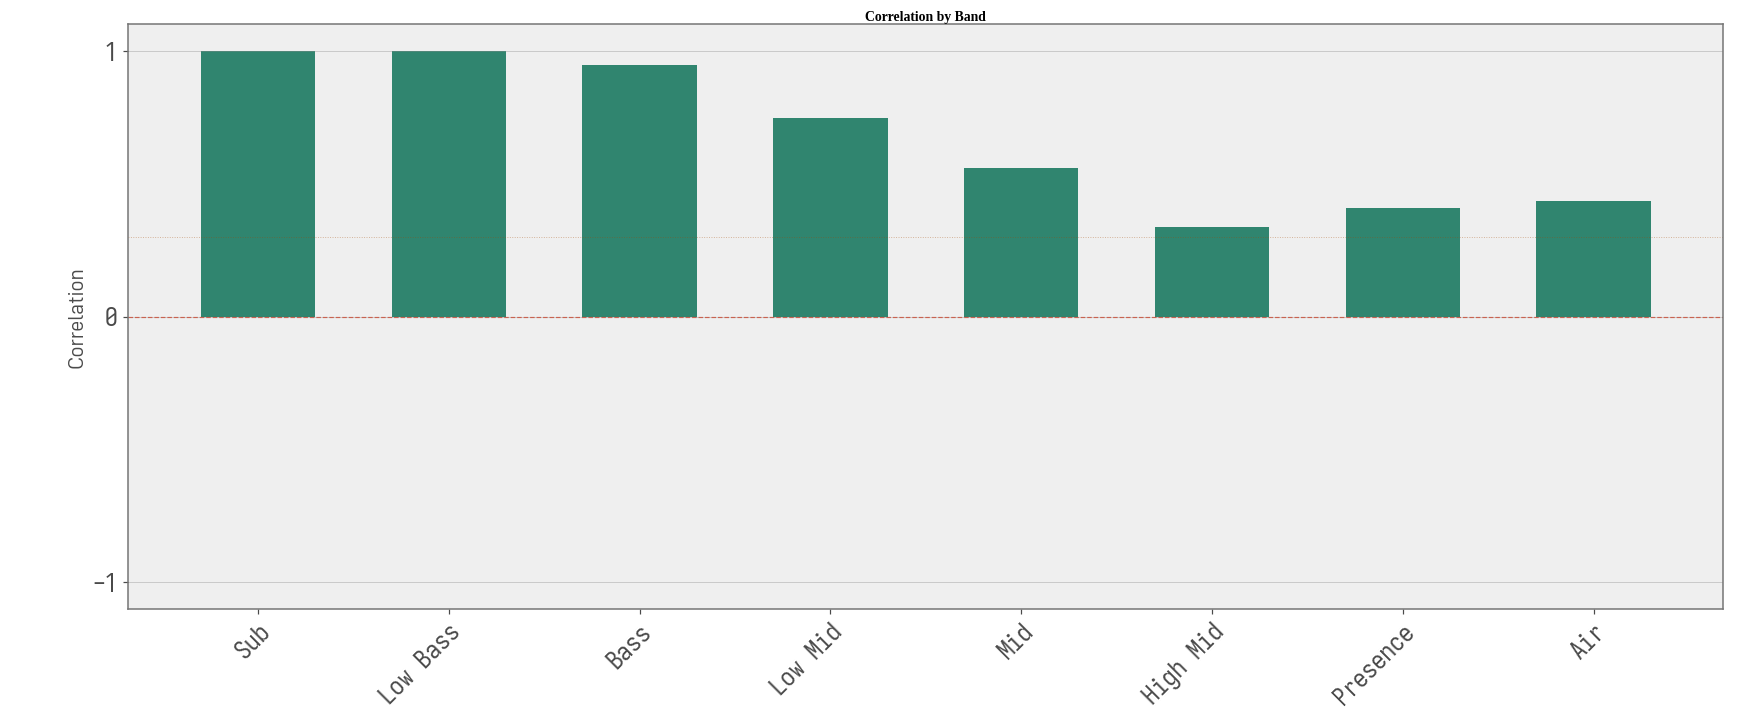 Correlation by Band
1
0
-1
Correlation
Sub
Low Bass
Bass
Low Mid
Mid
High Mid
Presence
Air